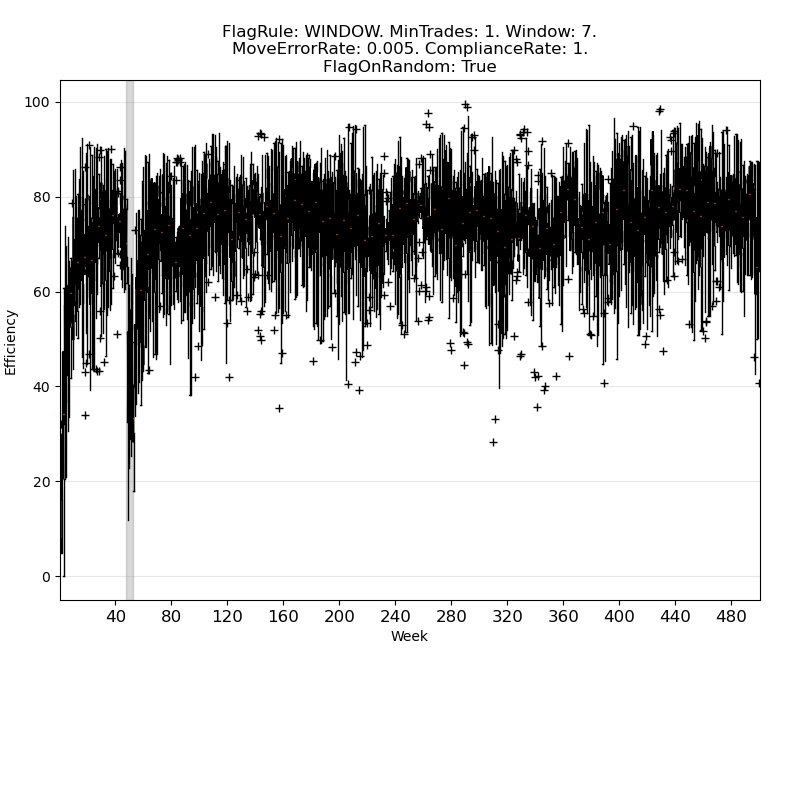 FlagRule: WINDOW. MinTrades: 1. Window: 7.
MoveErrorRate: 0.005. ComplianceRate: 1.
FlagOnRandom: True
100
80
60
40
20
0
Efficiency
40 80 120 160 200 240 280 320 360 400 440 480
Week